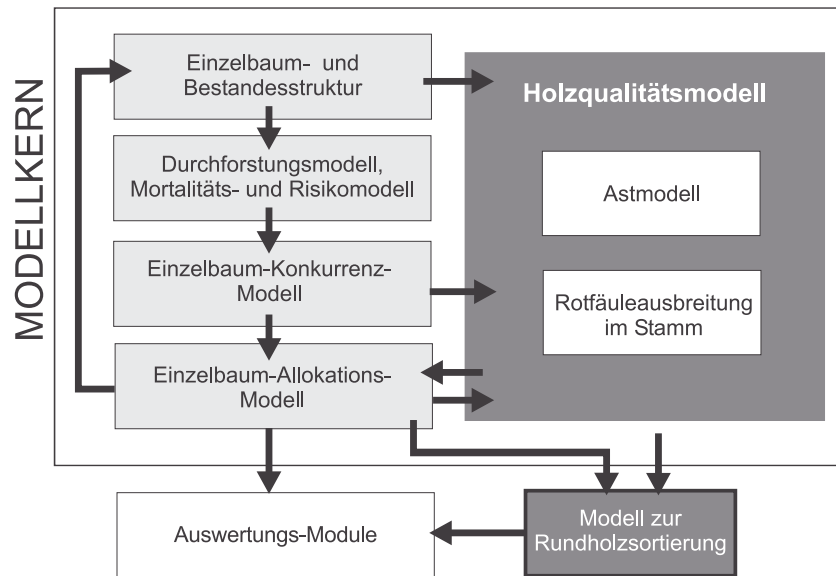 MODELLKERN
Einzelbaum- und
Bestandesstruktur
Durchforstungsmodell,
Mortalitäts- und Risikomodell
Einzelbaum-Konkurrenz-
Modell
Einzelbaum-Allokations-
Modell
Holzqualitätsmodell
Astmodell
Rotfäuleausbreitung
im Stamm
Auswertungs-Module
Modell zur
Rundholzsortierung